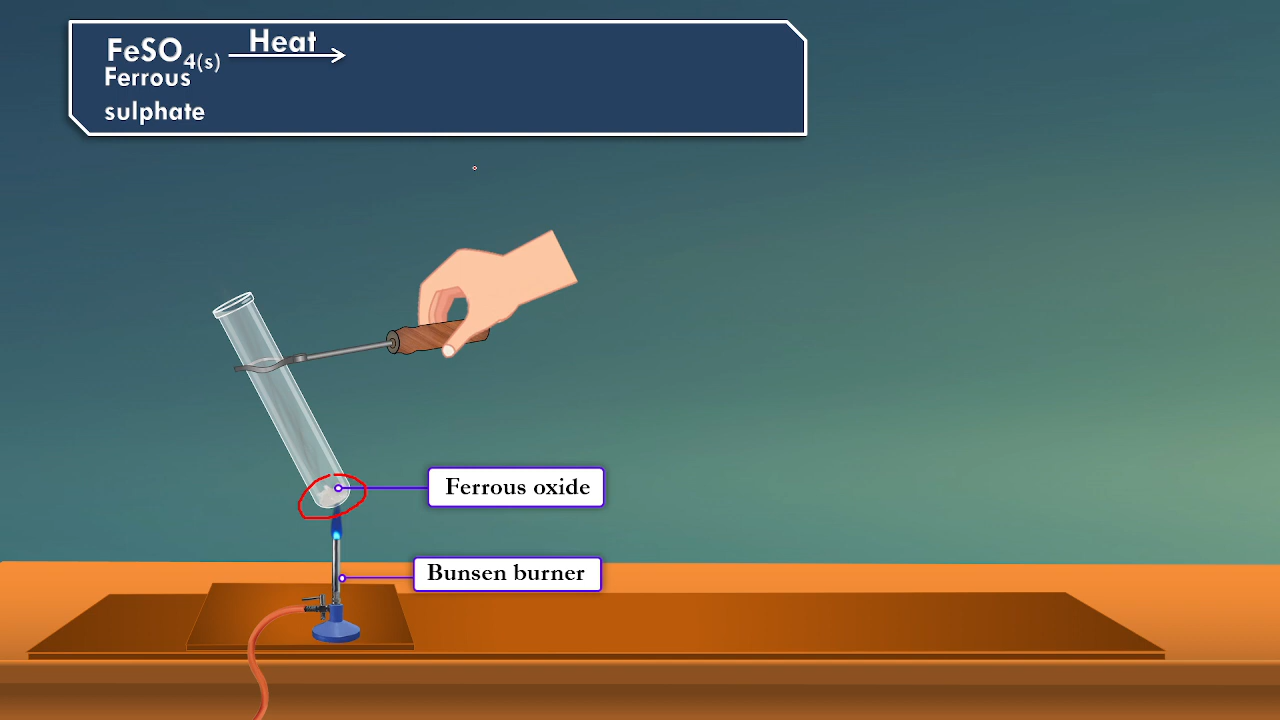 FeSO4(s) Heat
Ferrous
sulphate
Ferrous oxide
Bunsen burner